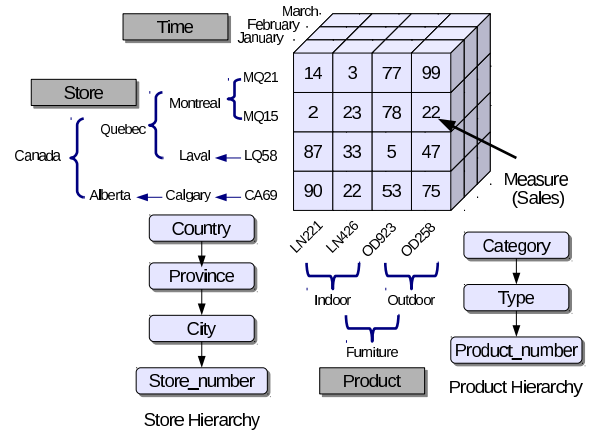 March
February
January
Time
14 3 77 99
2 23 78 22
87 33 5 47
90 22 53 75
MQ21
MQ15
LQ58
CA69
Store
Montreal
Quebec
Laval
Canada
Alberta
Calgary
Measure
(Sales)
LN221
LN426
OD923
OD258
Indoor
Outdoor
Furniture
Product
Country
Province
City
Store_number
Store Hierarchy
Category
Type
Product_number
Product Hierarchy